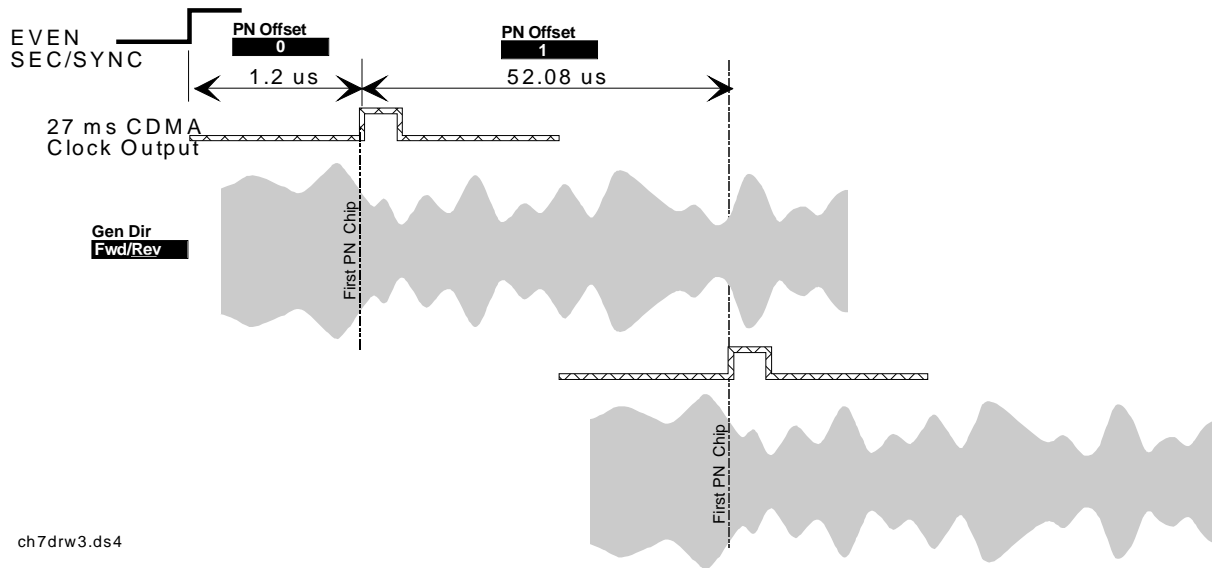 EVEN
SEC/SYNC
PN Offset
0
PN Offset
1
1.2 us
52.08 us
27 ms CDMA
Clock Output
First PN Chip
Gen Dir
Fwd/Rev
First PN Chip
ch7drw3.ds4